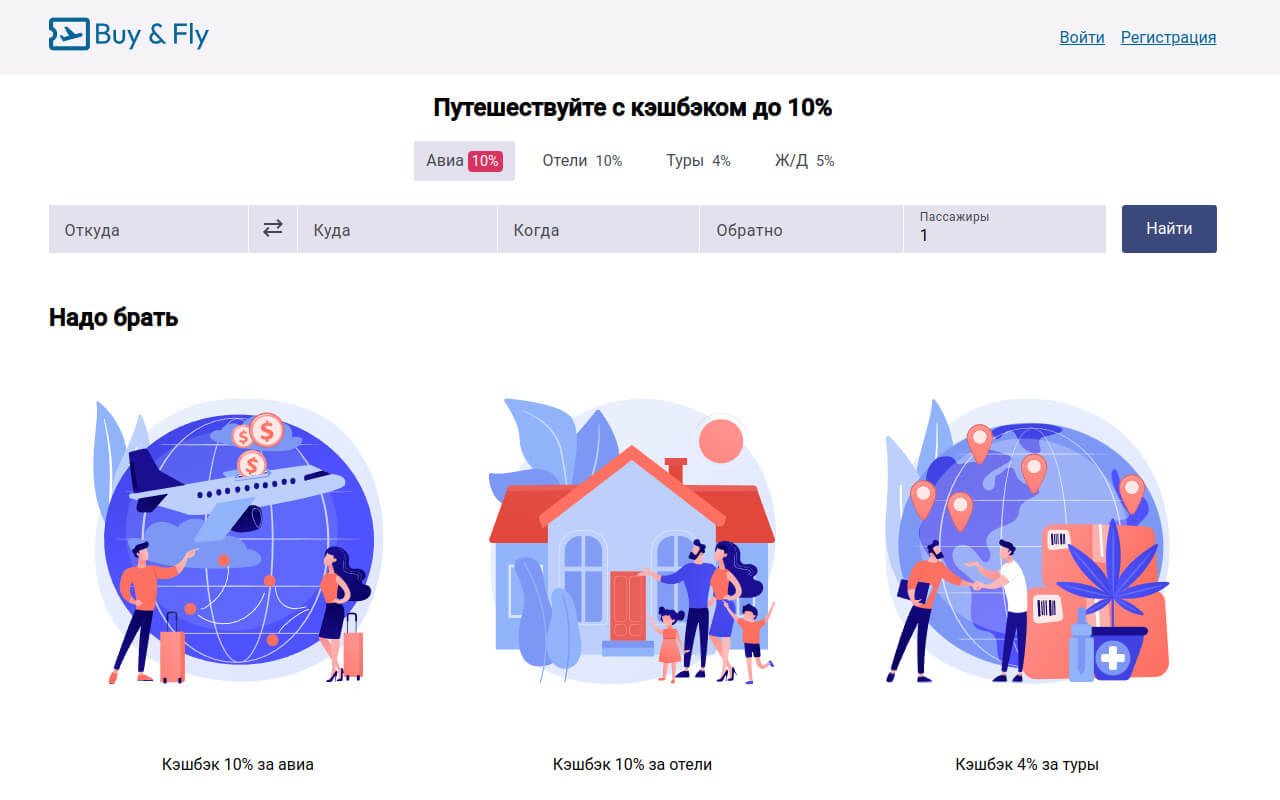 Buy & Fly
Войти Регистрация
Путешествуйте с кэшбэком до 10%
Авиа 10% Отели 10% Туры 4% Ж/Д 5%
Откуда Куда Когда Обратно Пассажиры 1 Найти
Надо брать
$ $ $
Кэшбэк 10% за авиа Кэшбэк 10% за отели Кэшбэк 4% за туры